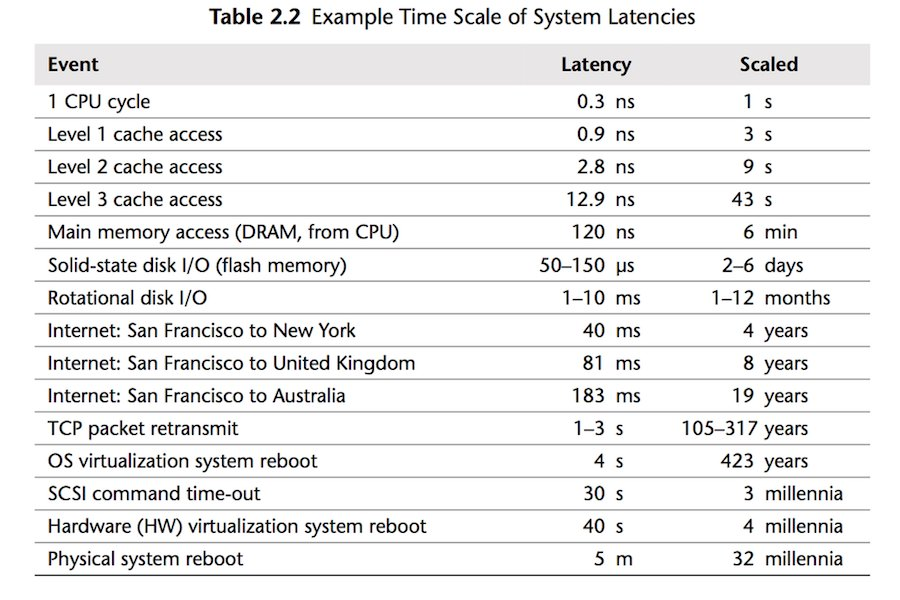 Table 2.2 Example Time Scale of System Latencies
Event Latency Scaled
1 CPU cycle 0.3 ns 1 s
Level 1 cache access 0.9 ns 3 s
Level 2 cache access 2.8 ns 9 s
Level 3 cache access 12.9 ns 43 s
Main memory access (DRAM, from CPU) 120 ns 6 min
Solid-state disk I/O (flash memory) 50–150 μs 2–6 days
Rotational disk I/O 1–10 ms 1–12 months
Internet: San Francisco to New York 40 ms 4 years
Internet: San Francisco to United Kingdom 81 ms 8 years
Internet: San Francisco to Australia 183 ms 19 years
TCP packet retransmit 1–3 s 105–317 years
OS virtualization system reboot 4 s 423 years
SCSI command time-out 30 s 3 millennia
Hardware (HW) virtualization system reboot 40 s 4 millennia
Physical system reboot 5 m 32 millennia